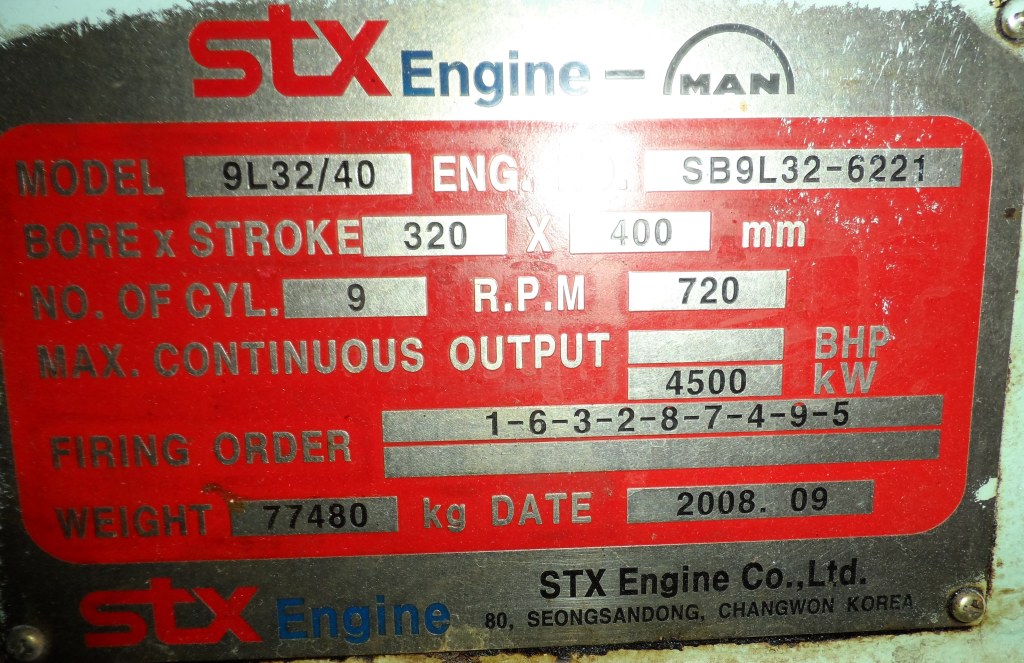 STX Engine – MAN
MODEL 9L32/40 ENG. NO. SB9L32-6221
BORE x STROKE 320 X 400 mm
NO. OF CYL. 9 R.P.M 720
MAX. CONTINUOUS OUTPUT BHP
4500 kW
FIRING ORDER 1-6-3-2-8-7-4-9-5
WEIGHT 77480 kg DATE 2008. 09
STX Engine STX Engine Co.,Ltd.
80, SEONGSANDONG, CHANGWON KOREA